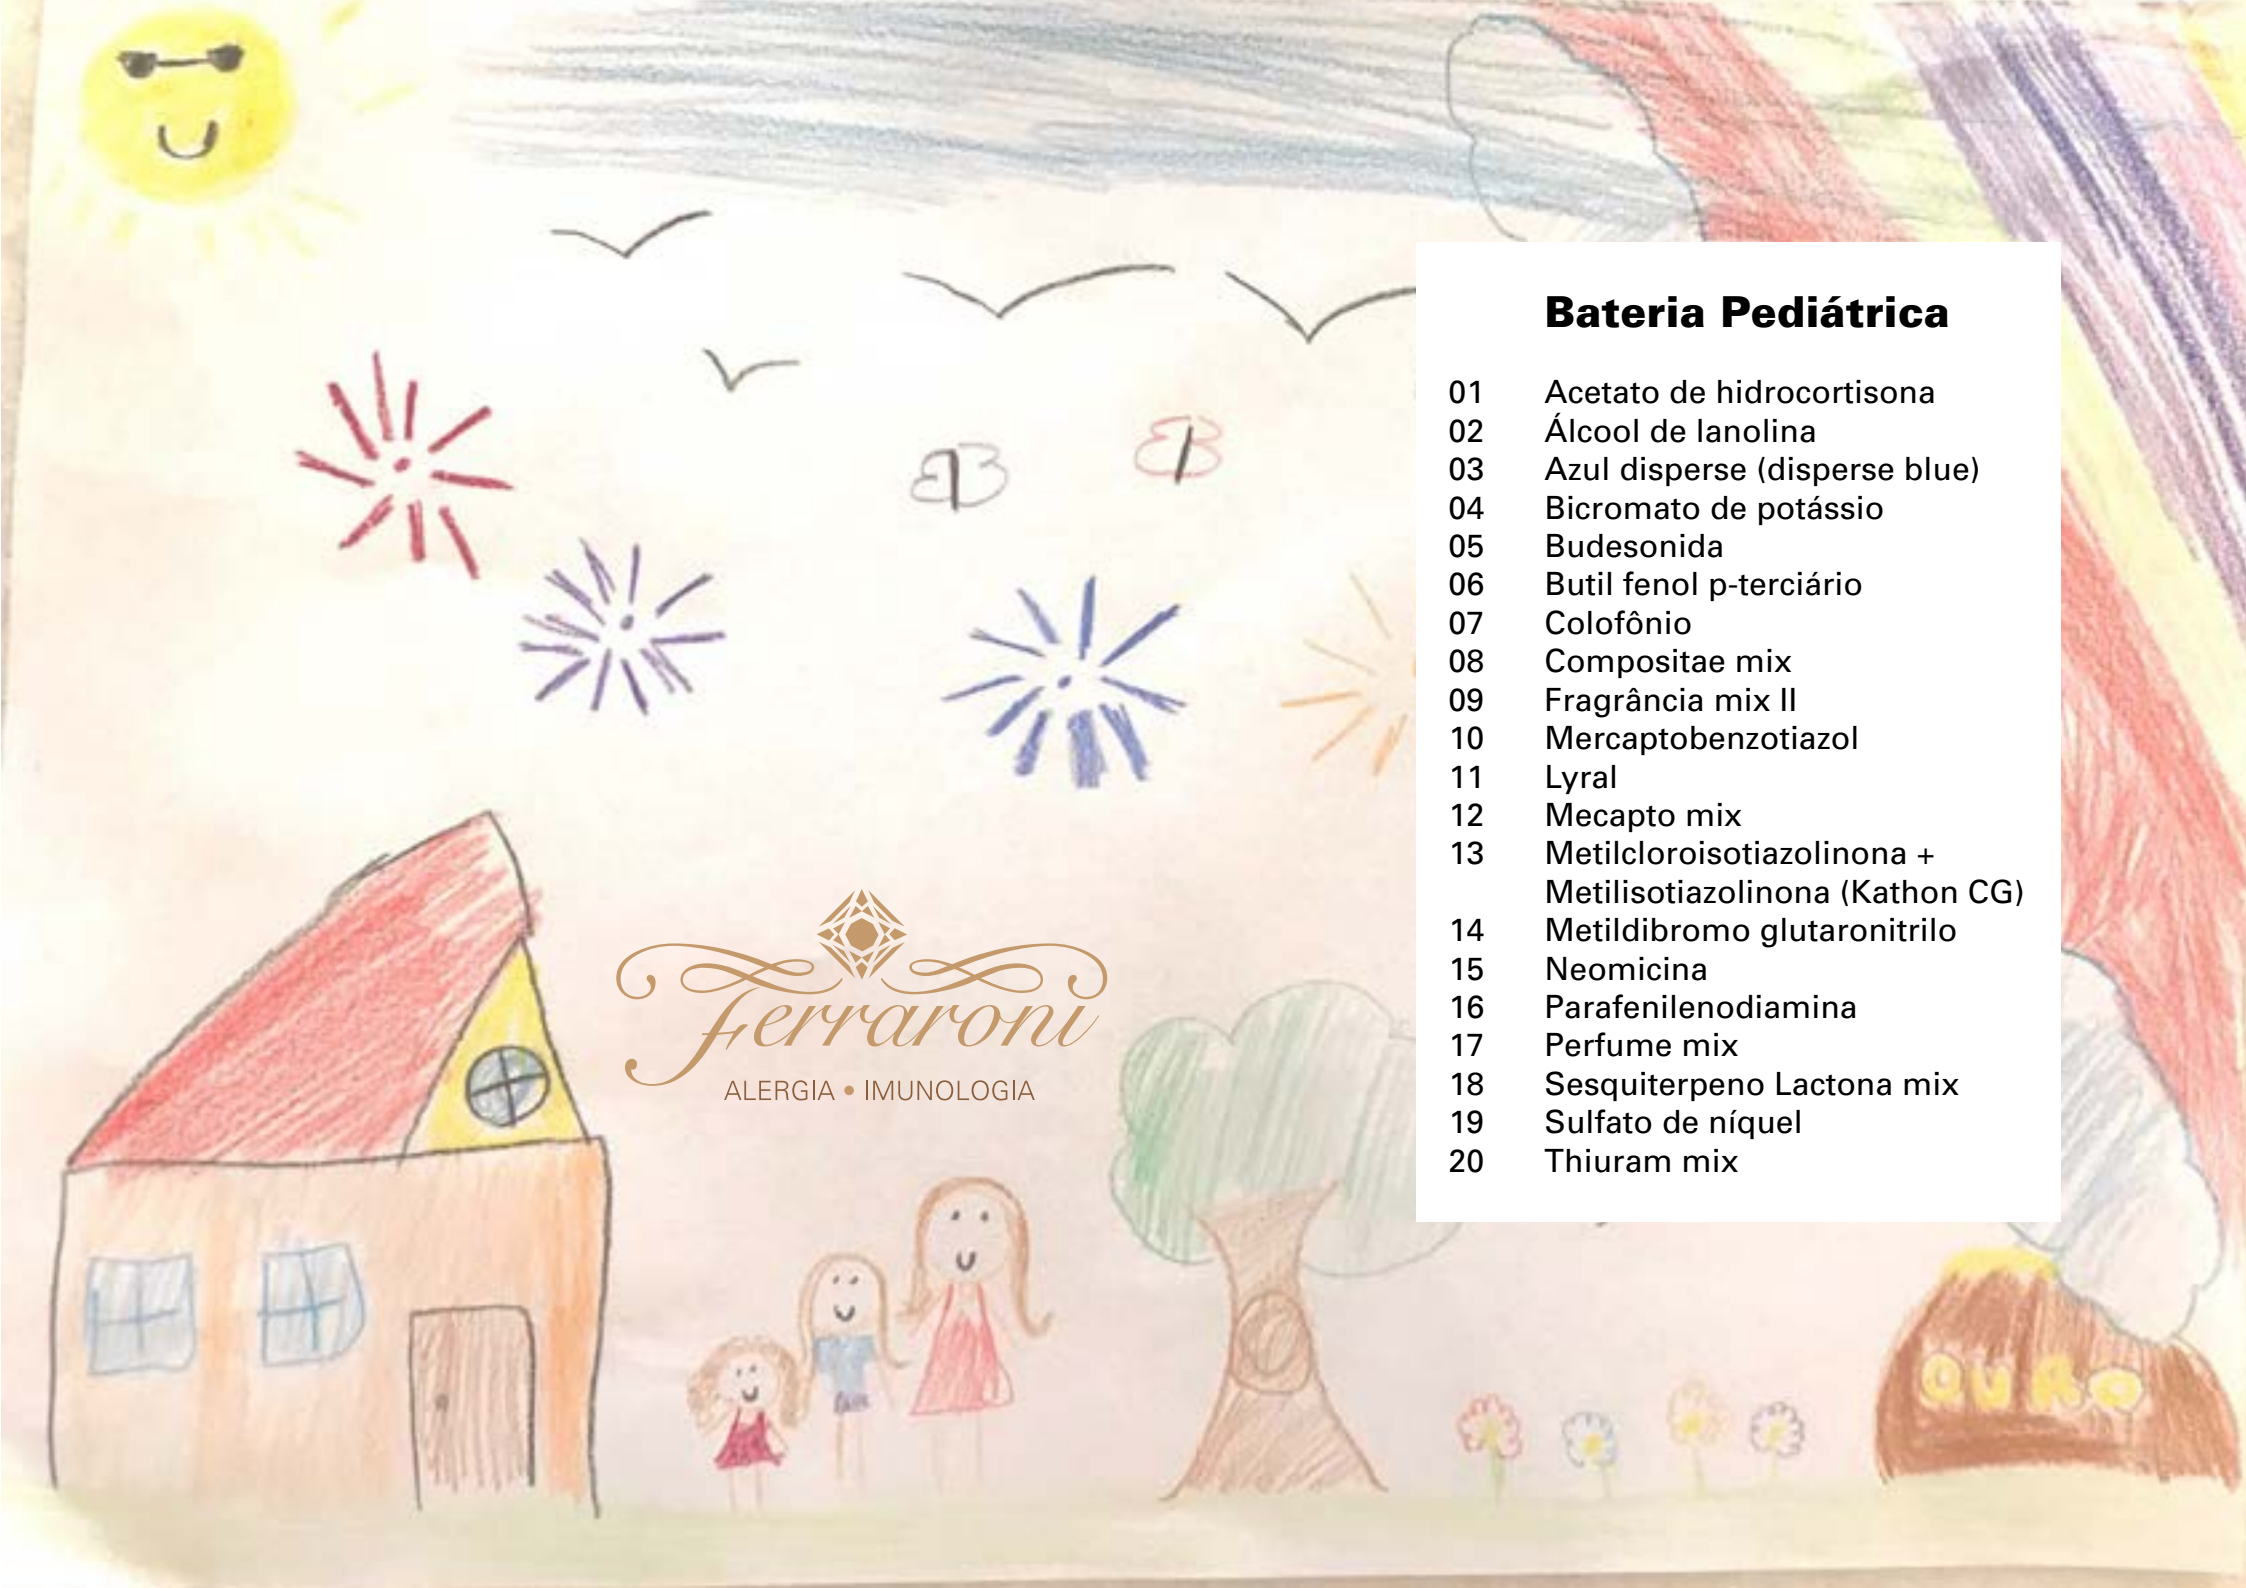 Bateria Pediátrica
01 Acetato de hidrocortisona
02 Álcool de lanolina
03 Azul disperse (disperse blue)
04 Bicromato de potássio
05 Budesonida
06 Butil fenol p-terciário
07 Colofônio
08 Compositae mix
09 Fragrância mix II
10 Mercaptobenzotiazol
11 Lyral
12 Mecapto mix
13 Metilcloroisotiazolinona +
Metilisotiazolinona (Kathon CG)
14 Metildibromo glutaronitrilo
15 Neomicina
16 Parafenilenodiamina
17 Perfume mix
18 Sesquiterpeno Lactona mix
19 Sulfato de níquel
20 Thiuram mix
Ferraroni
ALERGIA • IMUNOLOGIA
OURO